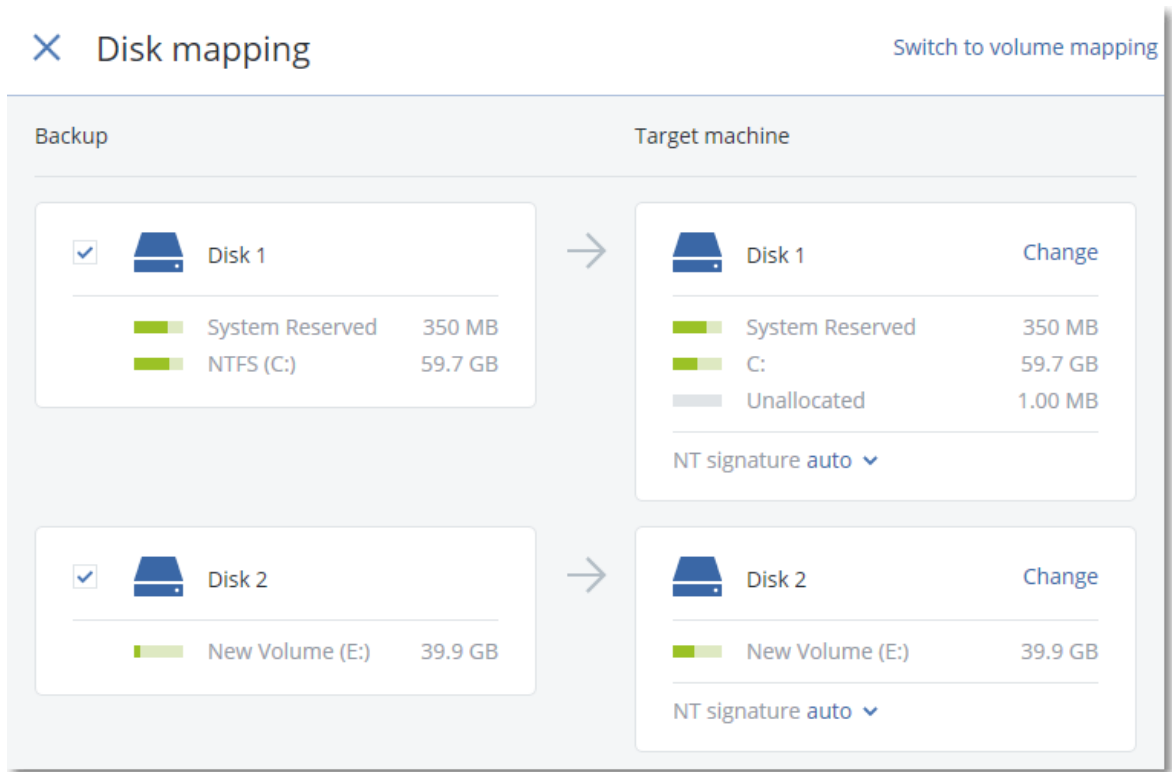 Disk mapping
Switch to volume mapping
Backup
Target machine
Disk 1
System Reserved 350 MB
NTFS (C:) 59.7 GB
Disk 1 Change
System Reserved 350 MB
C: 59.7 GB
Unallocated 1.00 MB
NT signature auto
Disk 2
New Volume (E:) 39.9 GB
Disk 2 Change
New Volume (E:) 39.9 GB
NT signature auto